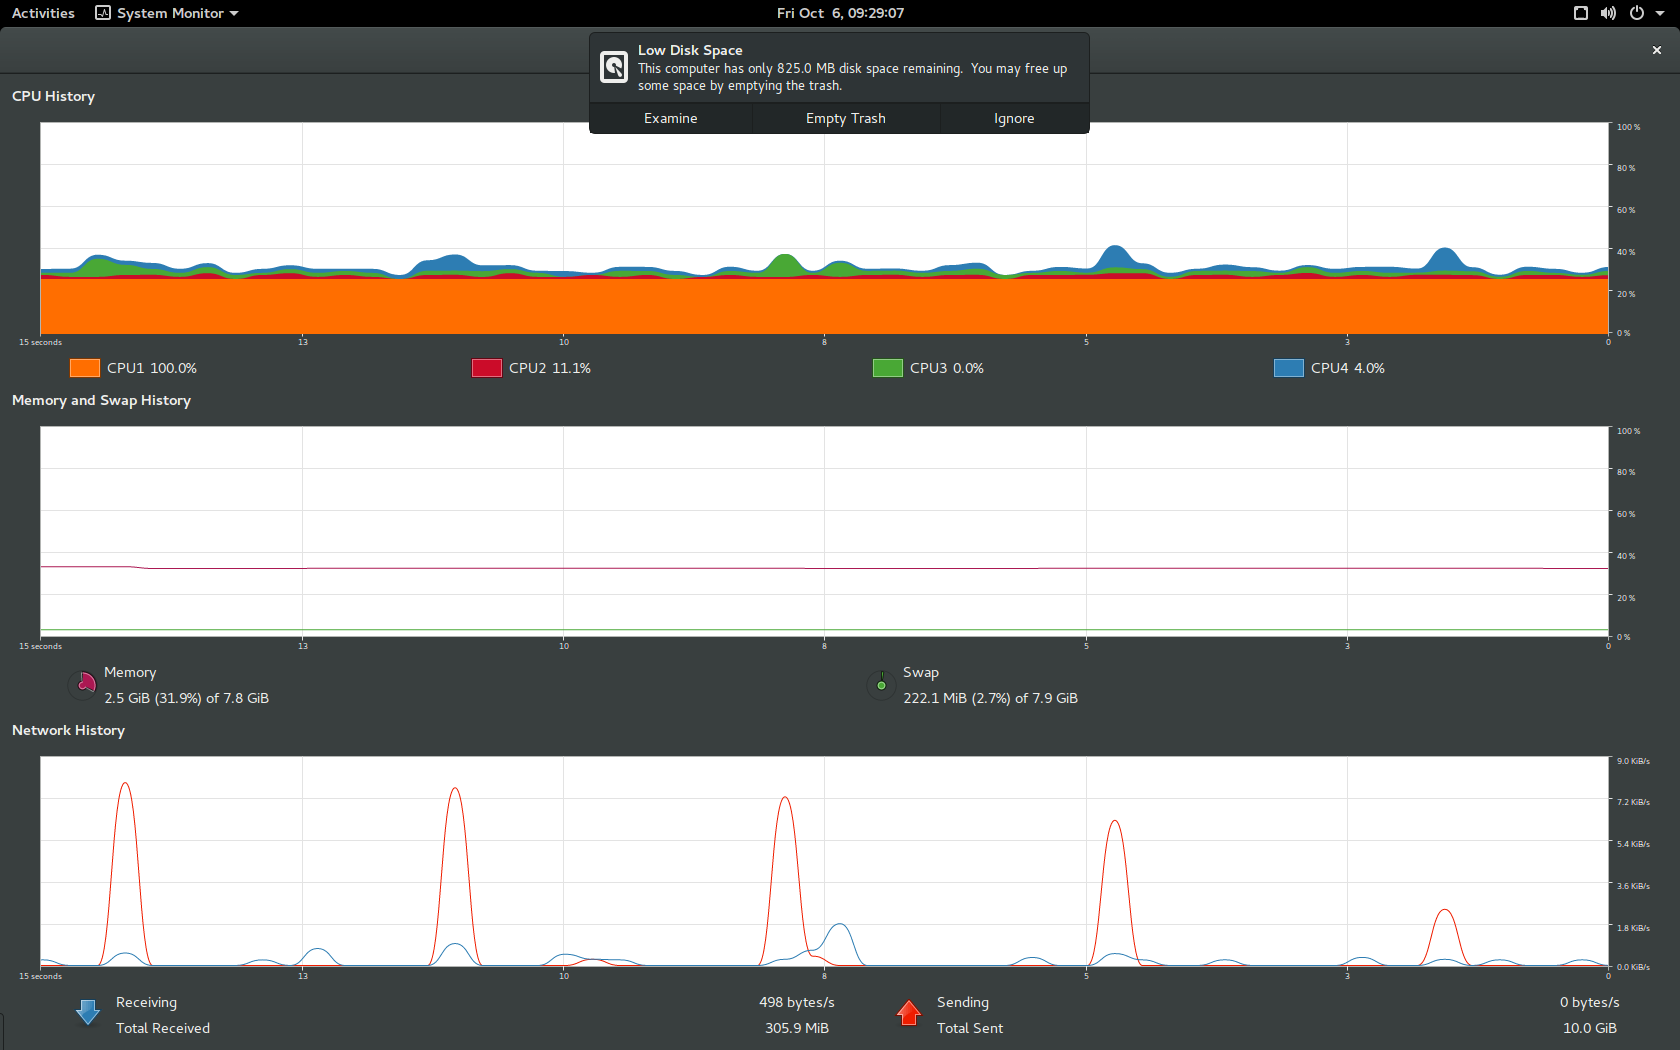 Activities System Monitor Fri Oct 6, 09:29:07
Low Disk Space
This computer has only 825.0 MB disk space remaining. You may free up
some space by emptying the trash.
Examine Empty Trash Ignore
CPU History
100 %
80 %
60 %
40 %
20 %
0 %
15 seconds 13 10 8 5 3 0
CPU1 100.0% CPU2 11.1% CPU3 0.0% CPU4 4.0%
Memory and Swap History
100 %
80 %
60 %
40 %
20 %
0 %
15 seconds 13 10 8 5 3 0
Memory Swap
2.5 GiB (31.9%) of 7.8 GiB 222.1 MiB (2.7%) of 7.9 GiB
Network History
9.0 KiB/s
7.2 KiB/s
5.4 KiB/s
3.6 KiB/s
1.8 KiB/s
0.0 KiB/s
15 seconds 13 10 8 5 3 0
Receiving 498 bytes/s Sending 0 bytes/s
Total Received 305.9 MiB Total Sent 10.0 GiB